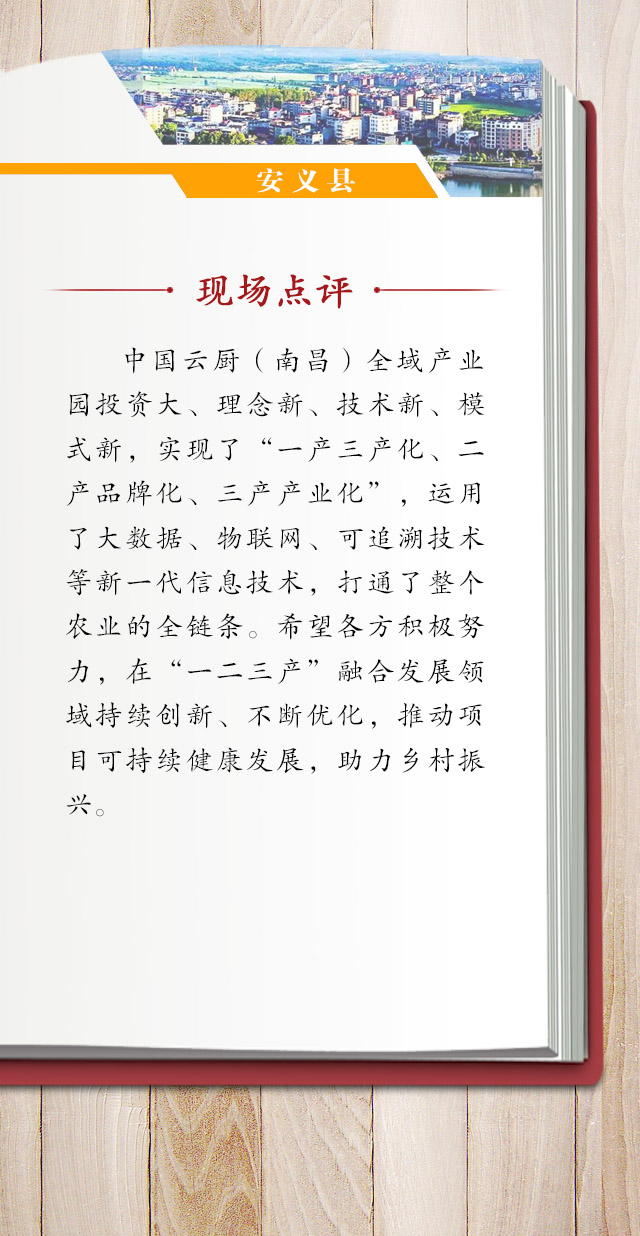 安义县
现场点评
中国云厨（南昌）全域产业
园投资大、理念新、技术新、模
式新，实现了“一产三产化、二
产品牌化、三产产业化”，运用
了大数据、物联网、可追溯技术
等新一代信息技术，打通了整个
农业的全链条。希望各方积极努
力，在“一二三产”融合发展领
域持续创新、不断优化，推动项
目可持续健康发展，助力乡村振
兴。